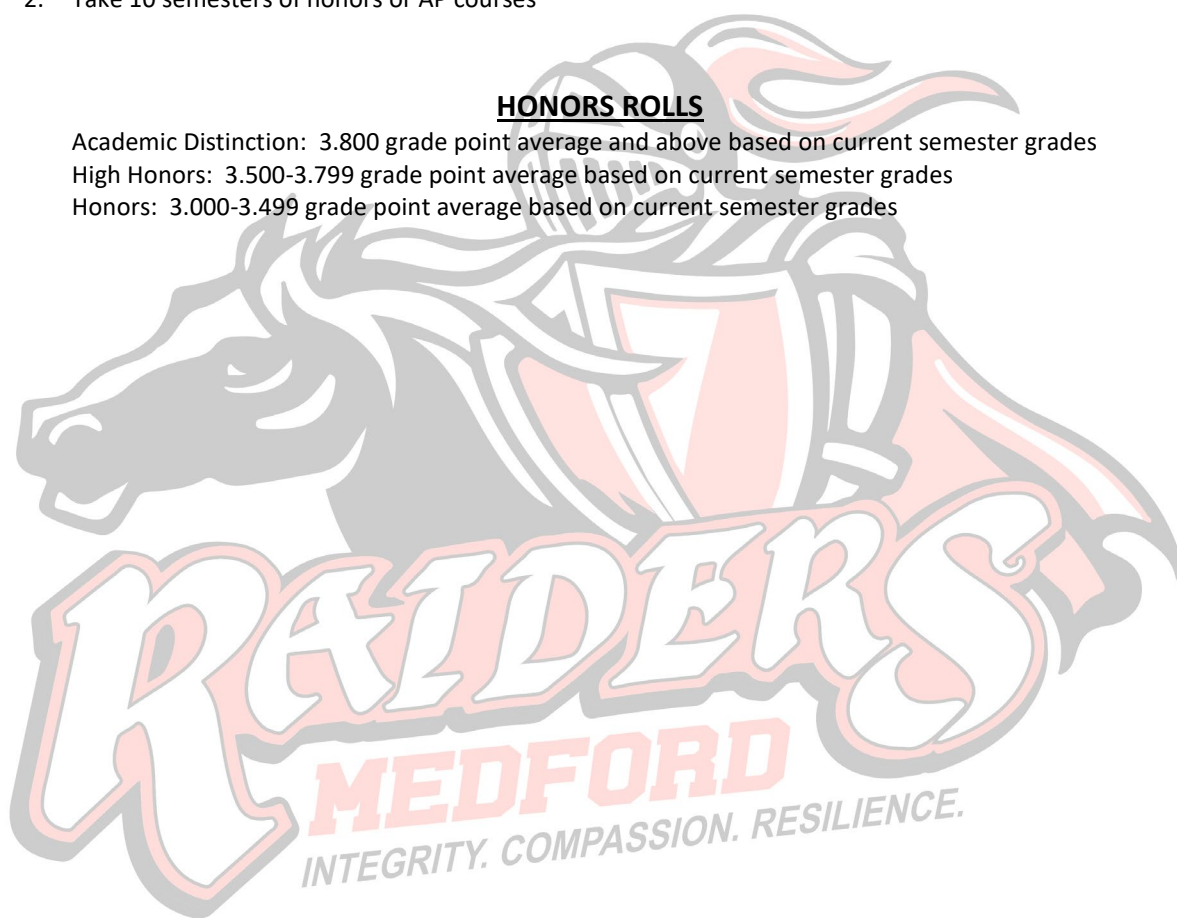 2. Take 10 semesters of honors or AP courses
HONORS ROLLS
Academic Distinction: 3.800 grade point average and above based on current semester grades
High Honors: 3.500-3.799 grade point average based on current semester grades
Honors: 3.000-3.499 grade point average based on current semester grades
RAIDERS
MEDFORD
INTEGRITY. COMPASSION. RESILIENCE.